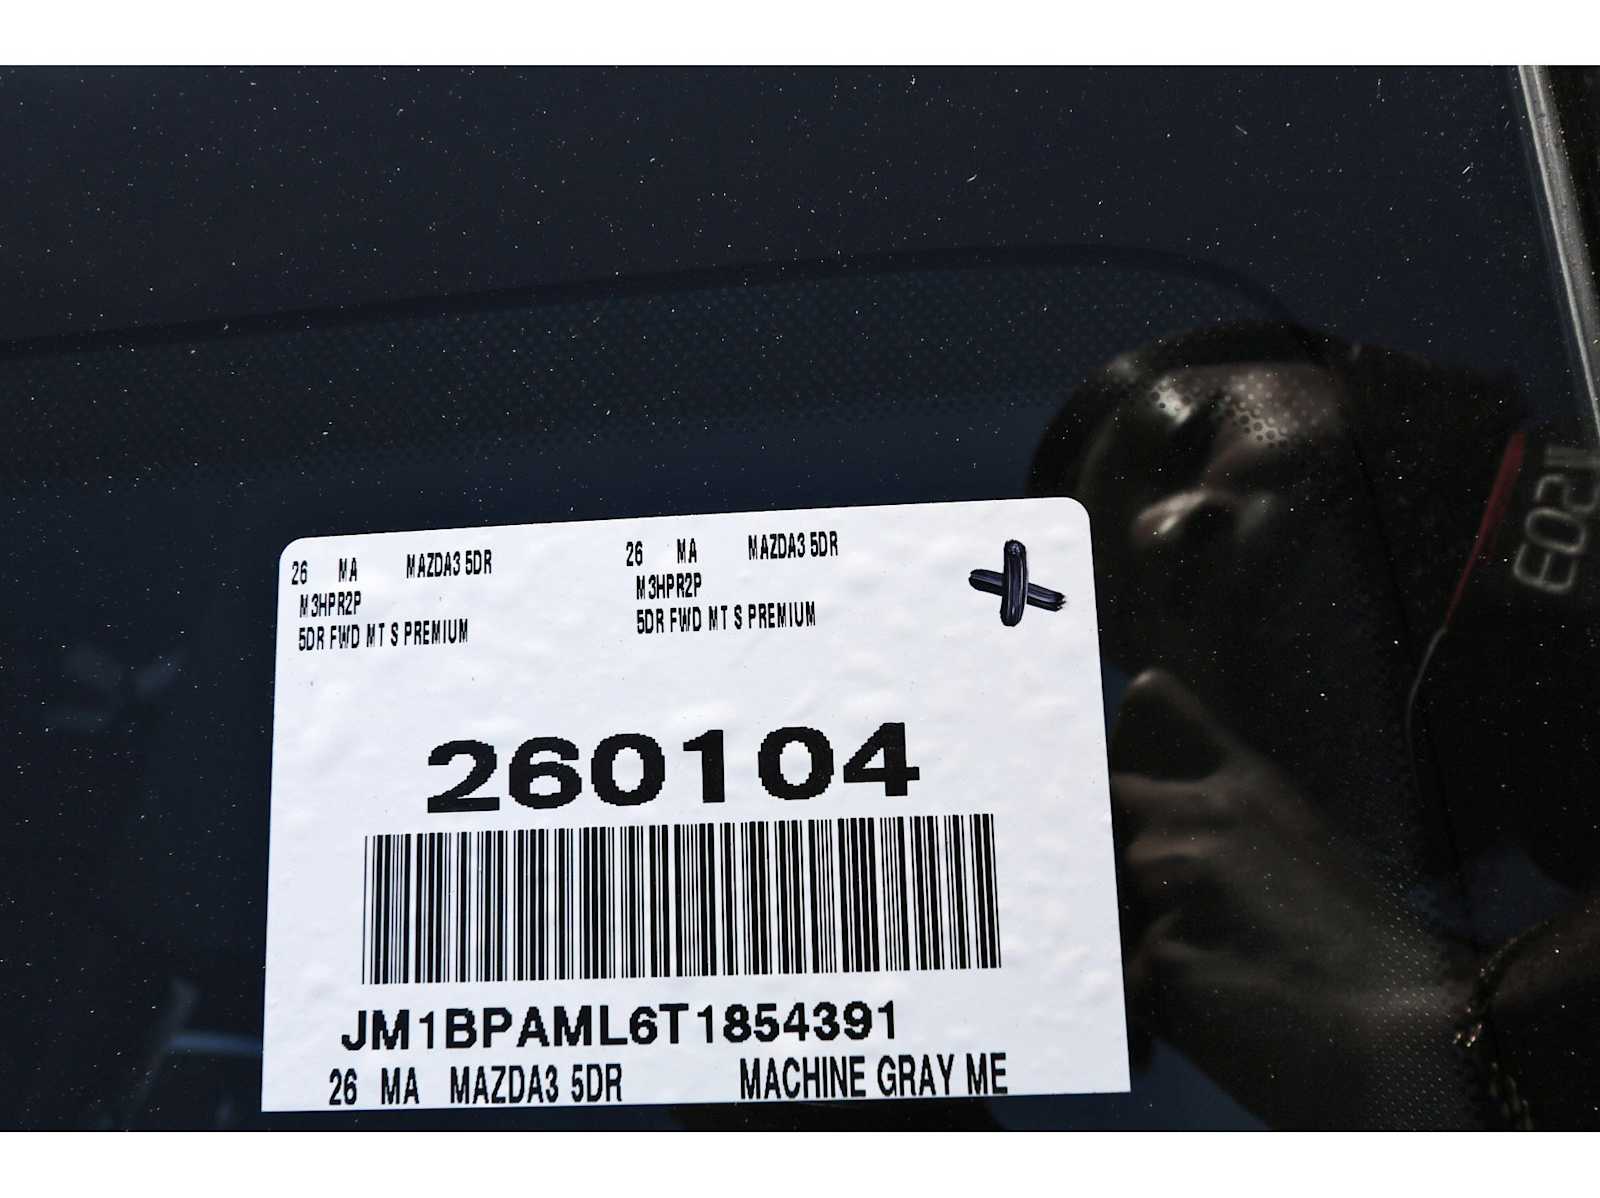 26 MA MAZDA3 5DR
M3HPR2P
5DR FWD MT S PREMIUM
26 MA MAZDA3 5DR
M3HPR2P
5DR FWD MT S PREMIUM
260104
JM1BPAML6T1854391
26 MA MAZDA3 5DR MACHINE GRAY ME